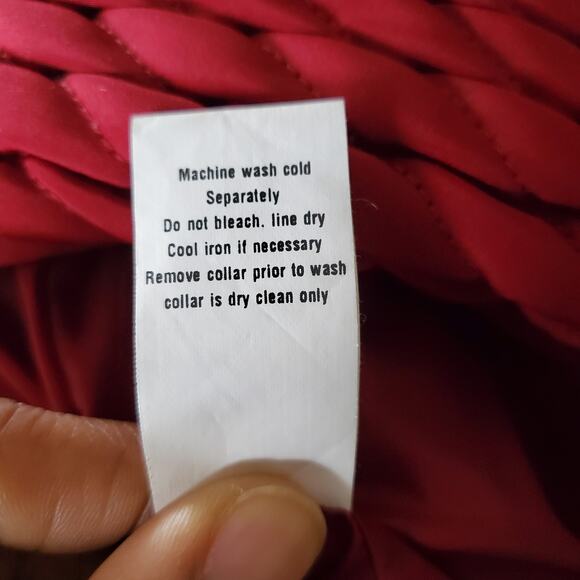 Machine wash cold
Separately
Do not bleach. line dry
Cool iron if necessary
Remove collar prior to wash
collar is dry clean only